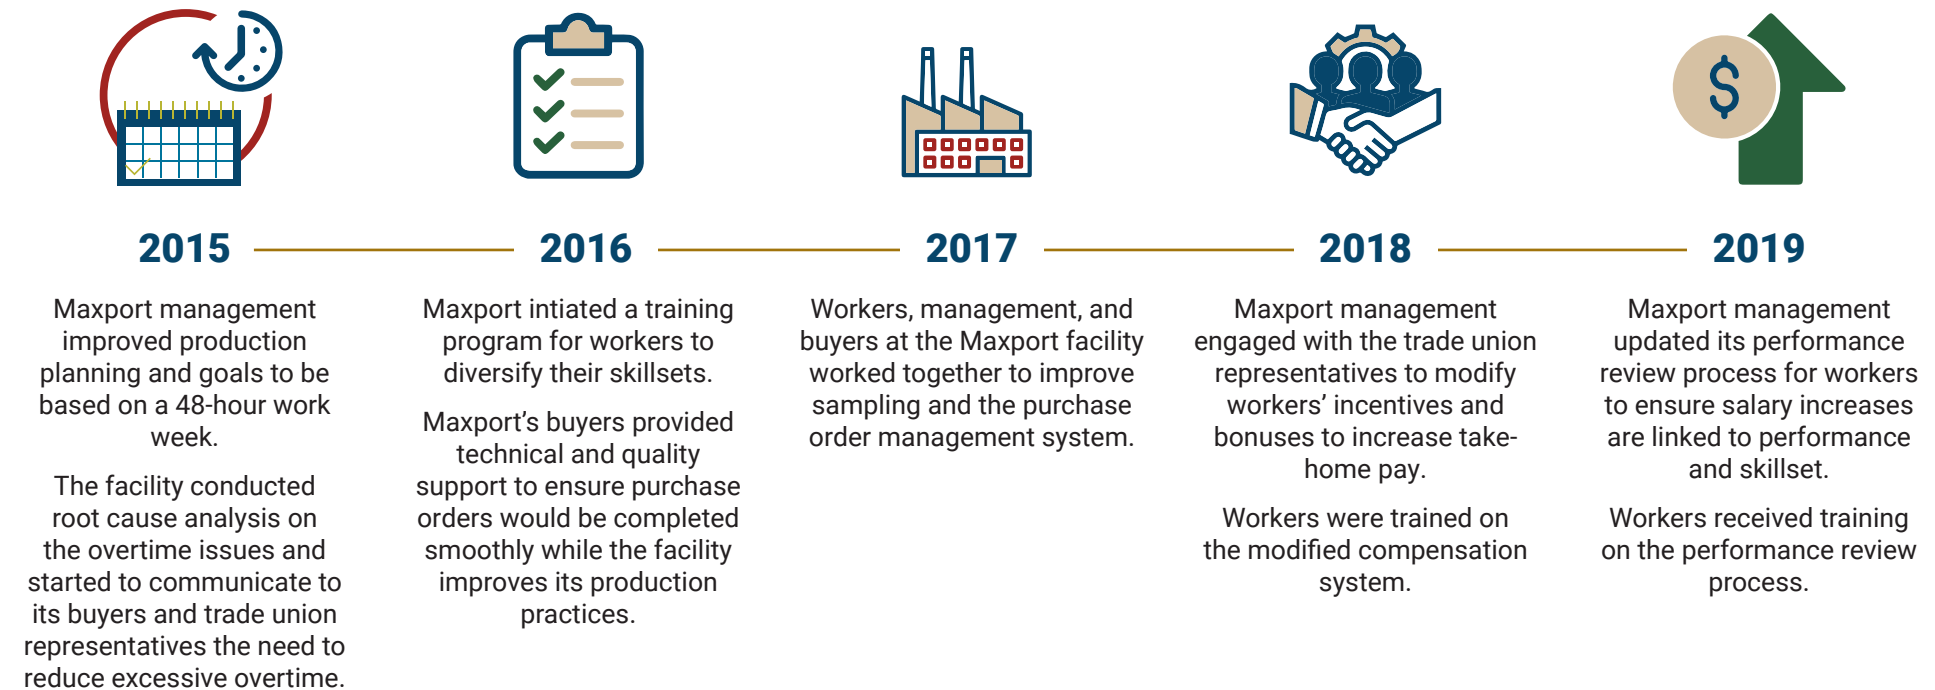 2015
Maxport management
improved production
planning and goals to be
based on a 48-hour work
week.
The facility conducted
root cause analysis on
the overtime issues and
started to communicate to
its buyers and trade union
representatives the need to
reduce excessive overtime.
2016
Maxport intiated a training
program for workers to
diversify their skillsets.
Maxport’s buyers provided
technical and quality
support to ensure purchase
orders would be completed
smoothly while the facility
improves its production
practices.
2017
Workers, management, and
buyers at the Maxport facility
worked together to improve
sampling and the purchase
order management system.
2018
Maxport management
engaged with the trade union
representatives to modify
workers’ incentives and
bonuses to increase take-
home pay.
Workers were trained on
the modified compensation
system.
$
2019
Maxport management
updated its performance
review process for workers
to ensure salary increases
are linked to performance
and skillset.
Workers received training
on the performance review
process.